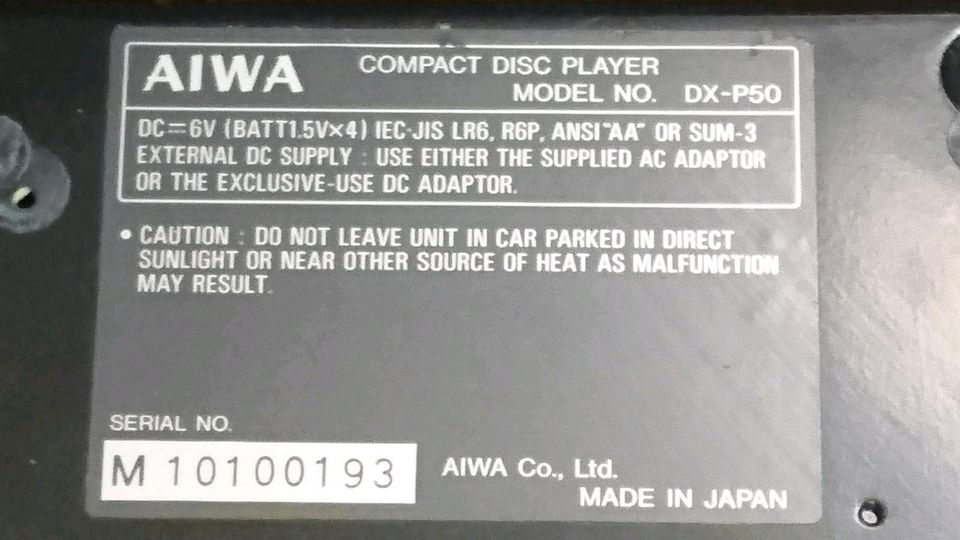 AIWA COMPACT DISC PLAYER
MODEL NO. DX-P50
DC=6V (BATT1.5V×4) IEC·JIS LR6, R6P, ANSI"AA" OR SUM-3
EXTERNAL DC SUPPLY : USE EITHER THE SUPPLIED AC ADAPTOR
OR THE EXCLUSIVE-USE DC ADAPTOR.
• CAUTION : DO NOT LEAVE UNIT IN CAR PARKED IN DIRECT
SUNLIGHT OR NEAR OTHER SOURCE OF HEAT AS MALFUNCTION
MAY RESULT.
SERIAL NO.
M 10100193
AIWA Co., Ltd.
MADE IN JAPAN